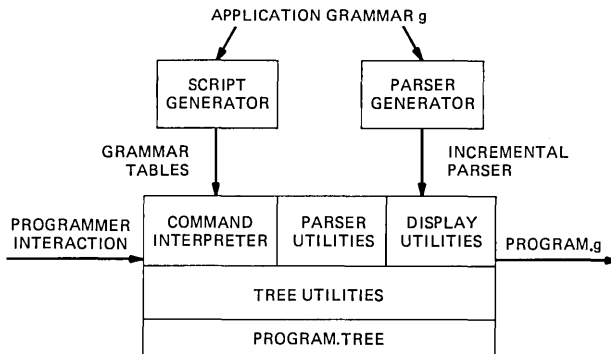 APPLICATION GRAMMAR g
SCRIPT
GENERATOR
PARSER
GENERATOR
GRAMMAR
TABLES
INCREMENTAL
PARSER
PROGRAMMER
INTERACTION
COMMAND
INTERPRETER
PARSER
UTILITIES
DISPLAY
UTILITIES
PROGRAM.g
TREE UTILITIES
PROGRAM.TREE